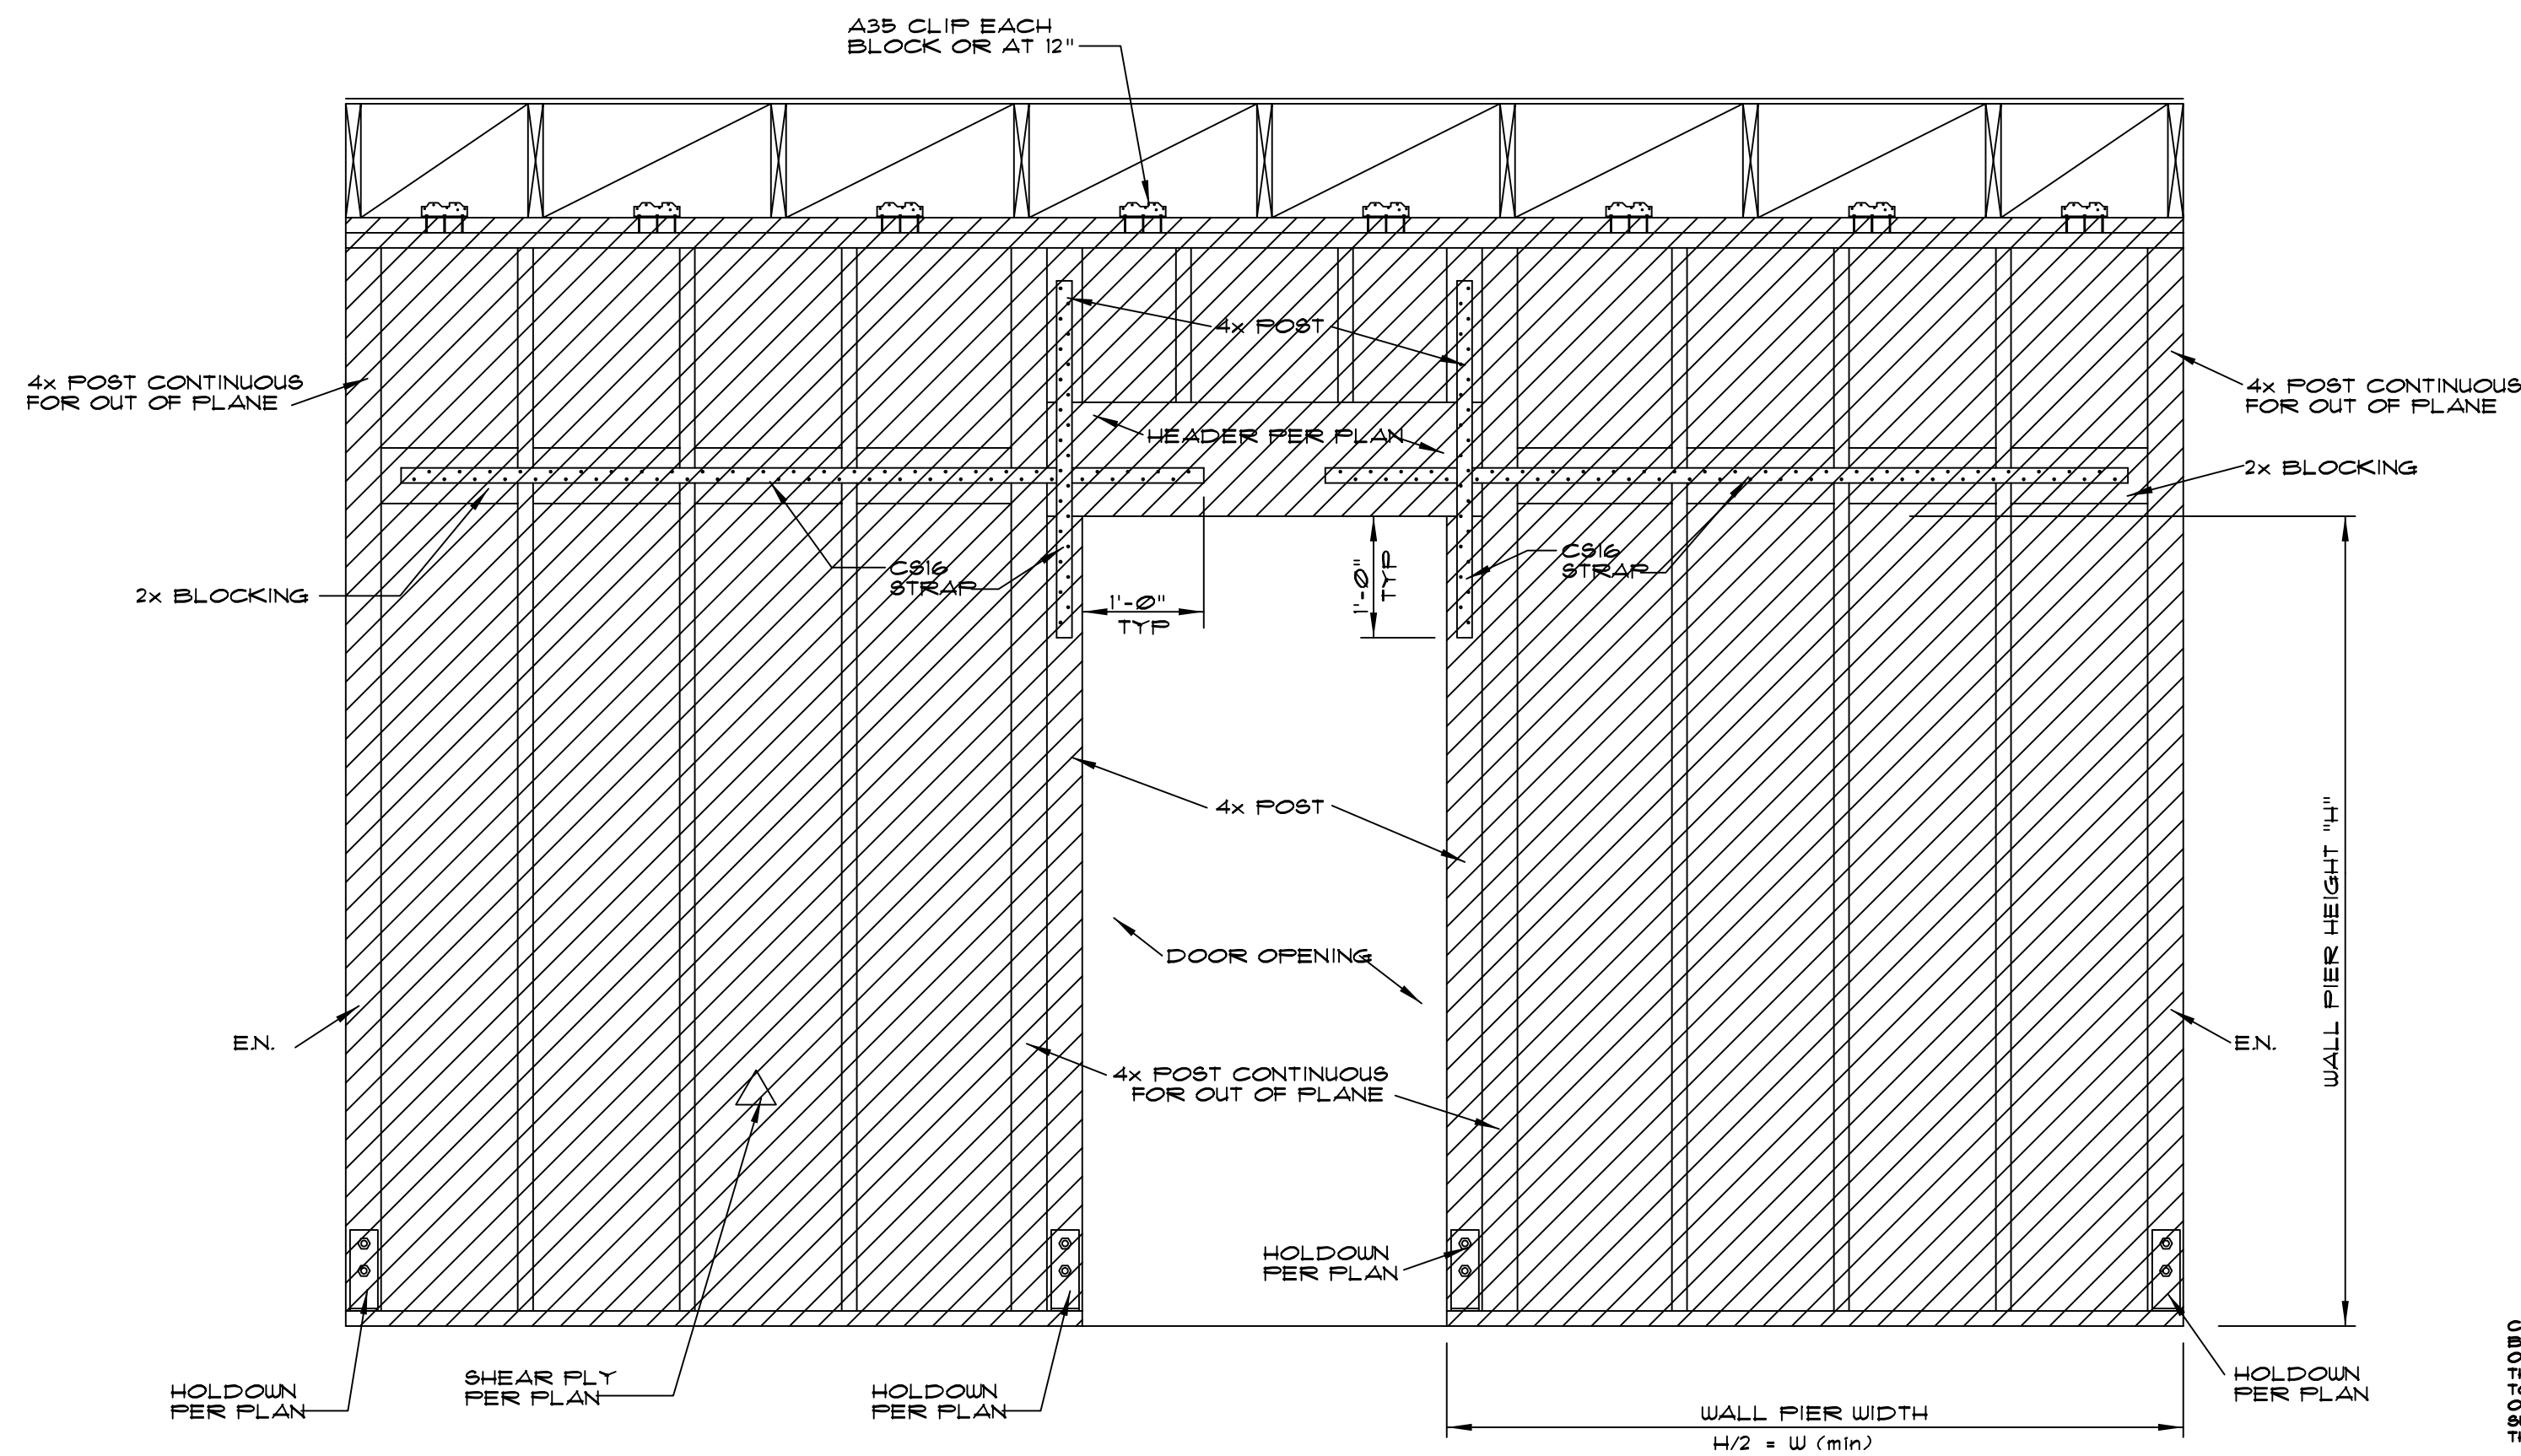 A35 CLIP EACH
BLOCK OR AT 12"
4x POST
4x POST CONTINUOUS
FOR OUT OF PLANE
4x POST CONTINUOUS
FOR OUT OF PLANE
HEADER PER PLAN
2x BLOCKING
CS16
STRAP
CS16
STRAP
2x BLOCKING
1'-0"
TYP
1'-0"
TYP
4x POST
WALL PIER HEIGHT "H"
DOOR OPENING
E.N.
E.N.
4x POST CONTINUOUS
FOR OUT OF PLANE
HOLDOWN
PER PLAN
HOLDOWN
PER PLAN
SHEAR PLY
PER PLAN
HOLDOWN
PER PLAN
HOLDOWN
PER PLAN
WALL PIER WIDTH
H/2 = W (min)